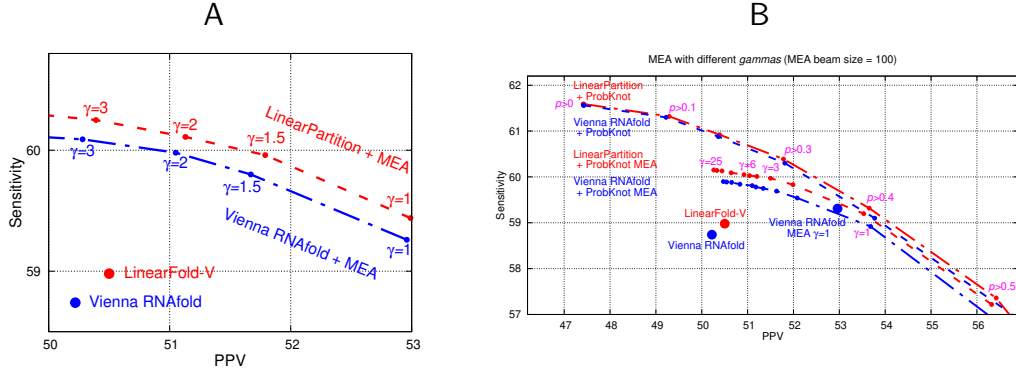 A
B
γ=3
γ=2
γ=1.5
LinearPartition + MEA
γ=1
60
γ=3
γ=2
γ=1.5
Vienna RNAfold + MEA
γ=1
Sensitivity
59
LinearFold-V
Vienna RNAfold
50
51
52
53
PPV
MEA with different gammas (MEA beam size = 100)
62
61
60
59
58
57
Sensitivity
p>0
LinearPartition
+ ProbKnot
p>0.1
Vienna RNAfold
+ ProbKnot
p>0.3
LinearPartition
+ ProbKnot MEA
γ=25
γ=6
γ=3
Vienna RNAfold
+ ProbKnot MEA
p>0.4
LinearFold-V
Vienna RNAfold
Vienna RNAfold
MEA γ=1
γ=1
p>0.5
47
48
49
50
51
52
53
54
55
56
PPV